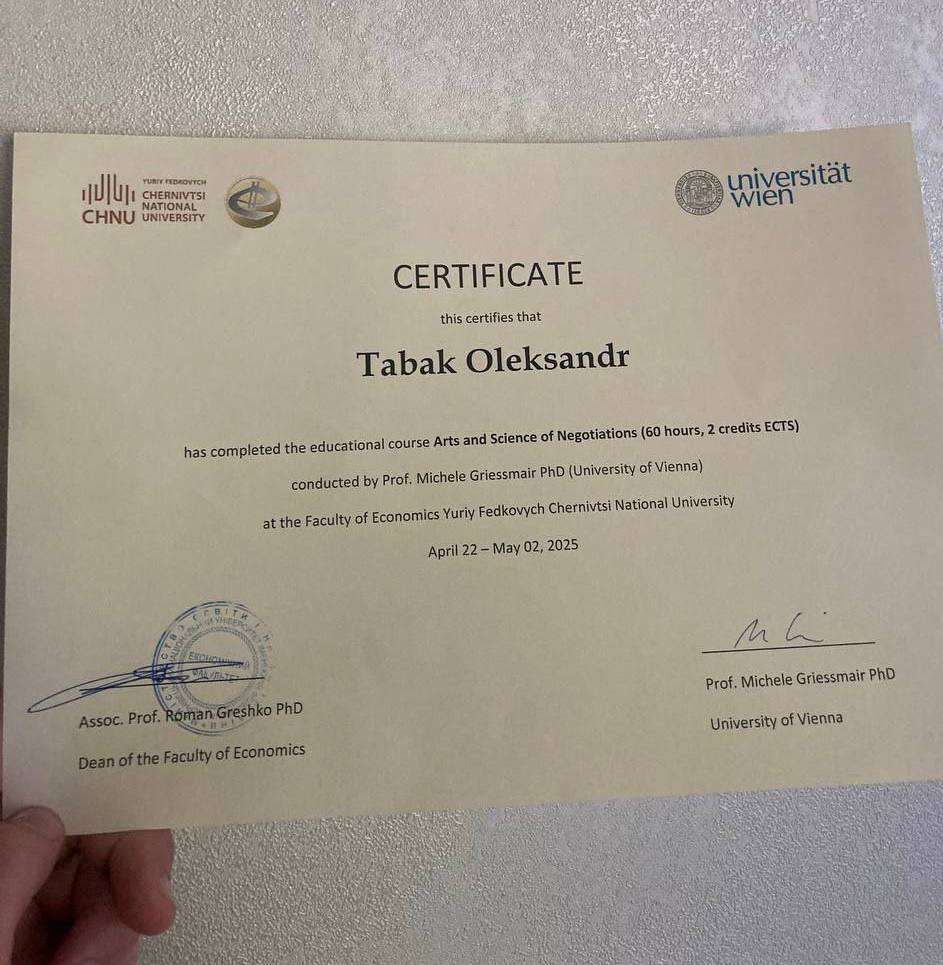 YURIY FEDKOVYCH
CHERNIVTSI
NATIONAL
CHNU UNIVERSITY
universität
wien
CERTIFICATE
this certifies that
Tabak Oleksandr
has completed the educational course Arts and Science of Negotiations (60 hours, 2 credits ECTS)
conducted by Prof. Michele Griessmair PhD (University of Vienna)
at the Faculty of Economics Yuriy Fedkovych Chernivtsi National University
April 22 – May 02, 2025
ЕКОНОМІЧНИЙ
ФАКУЛЬТЕТ
Assoc. Prof. Roman Greshko PhD
Dean of the Faculty of Economics
Prof. Michele Griessmair PhD
University of Vienna